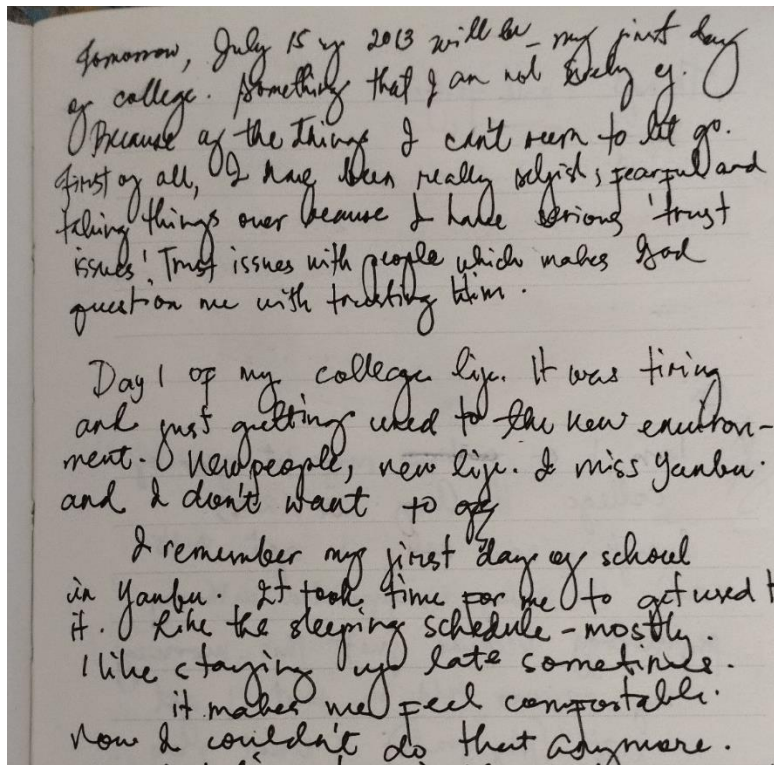 Tomorrow, July 15 of 2013 will be my first day
of college. Something that I am not of.
Because of the things I can't seem to let go.
First of all, I have been really selfish, fearful and
taking things over because I have serious 'trust
issues'. Trust issues with people which makes God
question me with trusting Him.
Day 1 of my college life. It was tiring
and just getting used to the new environ-
ment. New people, new life. I miss Yanbu.
and I don't want to
I remember my first day of school
in Yanbu. It took time for me to get used t
it. Like the sleeping schedule - mostly.
I like staying up late sometimes.
it makes me feel comfortable.
Now I couldn't do that anymore.